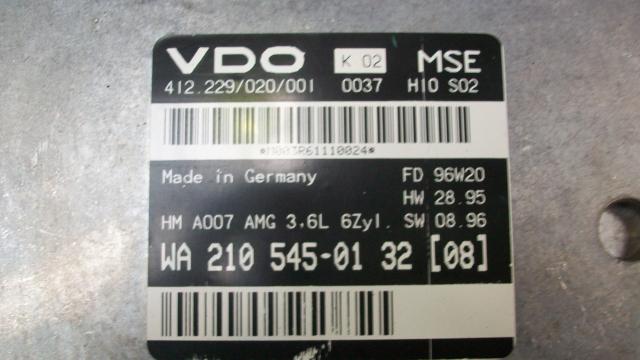 VDO K 02 MSE
412.229/020/001 0037 H10 S02
*M003R61110024*
Made in Germany FD 96W20
HW 28.95
HM A007 AMG 3,6L 6Zyl. SW 08.96
WA 210 545-01 32 [08]